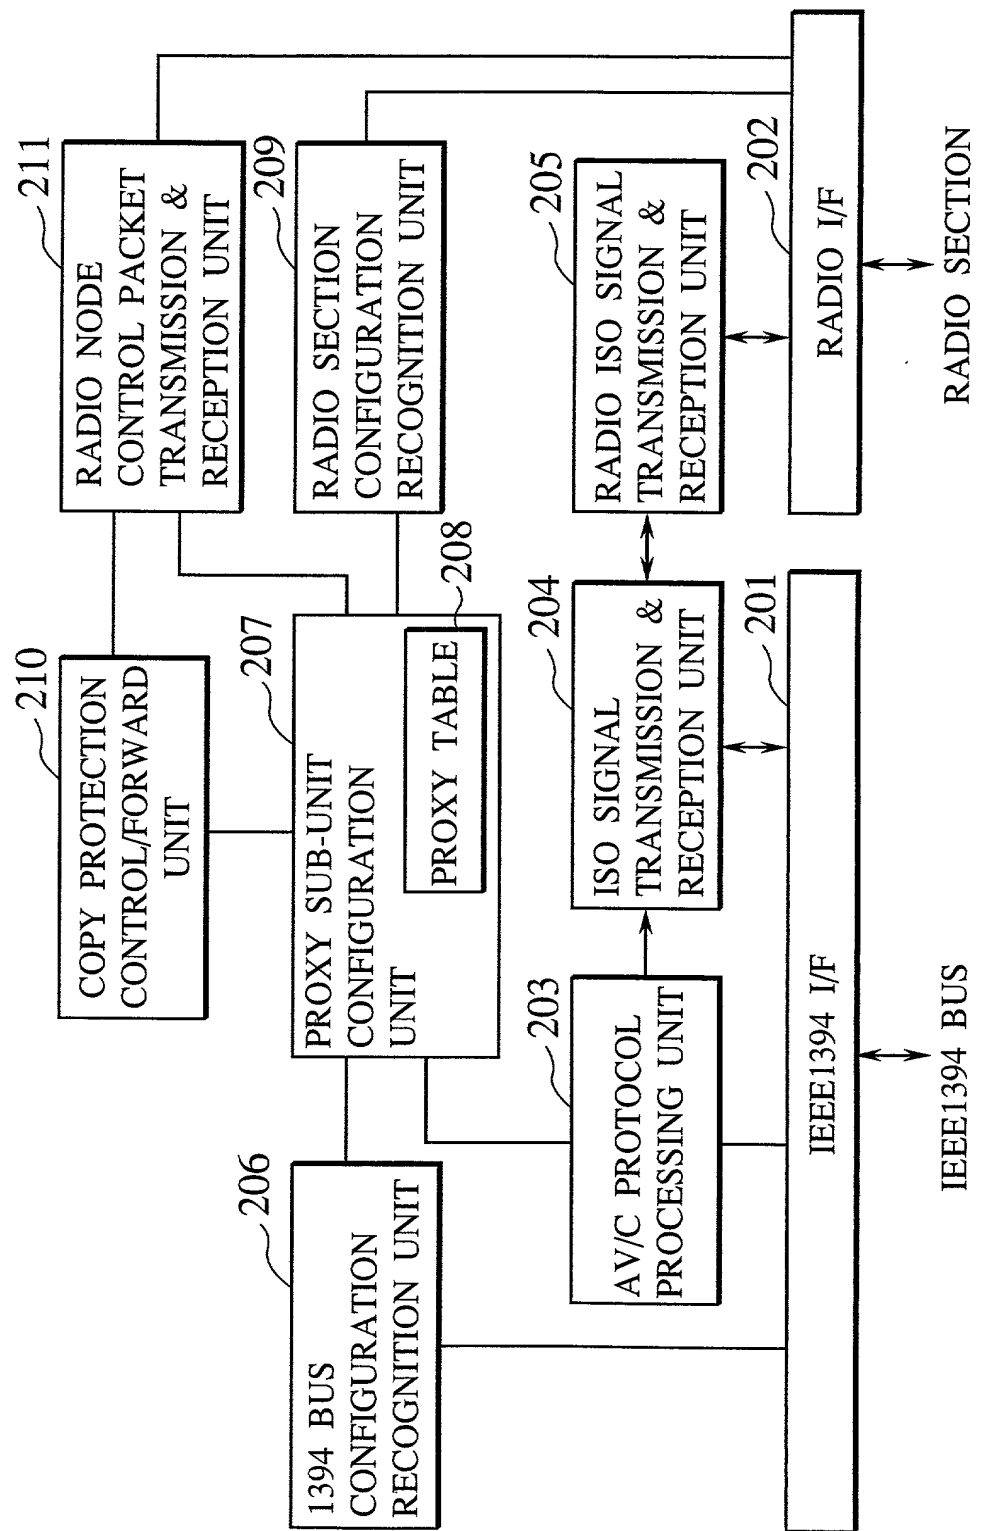 210
COPY PROTECTION
CONTROL/FORWARD
UNIT
211
RADIO NODE
CONTROL PACKET
TRANSMISSION &
RECEPTION UNIT
206
1394 BUS
CONFIGURATION
RECOGNITION UNIT
207
PROXY SUB-UNIT
CONFIGURATION
UNIT
208
PROXY TABLE
209
RADIO SECTION
CONFIGURATION
RECOGNITION UNIT
203
AV/C PROTOCOL
PROCESSING UNIT
204
ISO SIGNAL
TRANSMISSION &
RECEPTION UNIT
205
RADIO ISO SIGNAL
TRANSMISSION &
RECEPTION UNIT
201
IEEE1394 I/F
202
RADIO I/F
IEEE1394 BUS
RADIO SECTION